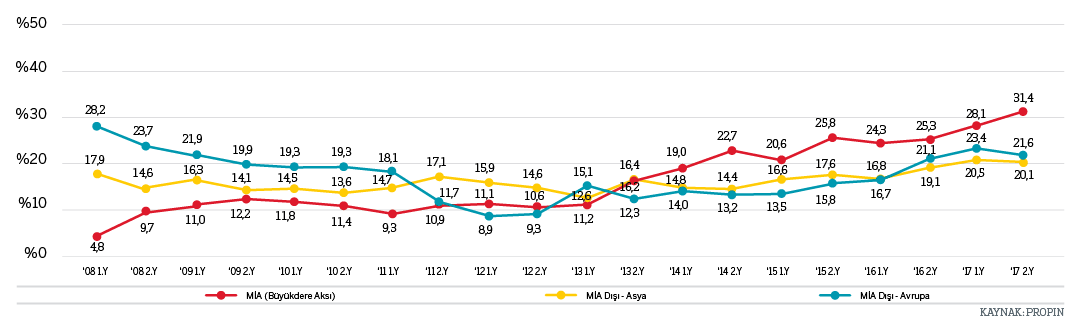 %50
%40
%30
%20
%10
%0
28,2 23,7 21,9 19,9 19,3 19,3 18,1 11,7 8,9 9,3 15,1 12,3 14,0 13,2 13,5 15,8 16,7 21,1 23,4 21,6
17,9 14,6 16,3 14,1 14,5 13,6 14,7 17,1 15,9 14,6 12,6 16,4 14,8 14,4 16,6 17,6 16,8 19,1 20,5 20,1
4,8 9,7 11,0 12,2 11,8 11,4 9,3 10,9 11,1 10,6 11,2 16,2 19,0 22,7 20,6 25,8 24,3 25,3 28,1 31,4
'08 1.Y '08 2.Y '09 1.Y '09 2.Y '10 1.Y '10 2.Y '11 1.Y '11 2.Y '12 1.Y '12 2.Y '13 1.Y '13 2.Y '14 1.Y '14 2.Y '15 1.Y '15 2.Y '16 1.Y '16 2.Y '17 1.Y '17 2.Y
MİA (Büyükdere Aksı) MİA Dışı - Asya MİA Dışı - Avrupa
KAYNAK: PROPIN